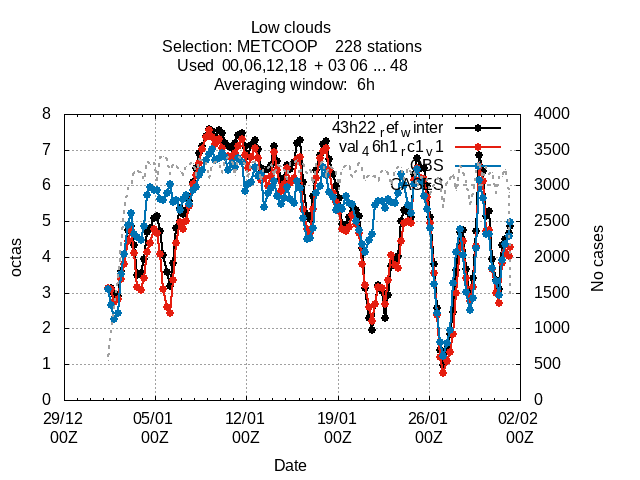 Low clouds
Selection: METCOOP 228 stations
Used 00,06,12,18 + 03 06 ... 48
Averaging window: 6h
8 4000
43h22refwinter
7 val46h1rc1v1 3500
OBS
6 CASES 3000
5 2500
octas
4 2000
No cases
3 1500
2 1000
1 500
0 0
29/12 05/01 12/01 19/01 26/01 02/02
00Z 00Z 00Z 00Z 00Z 00Z
Date